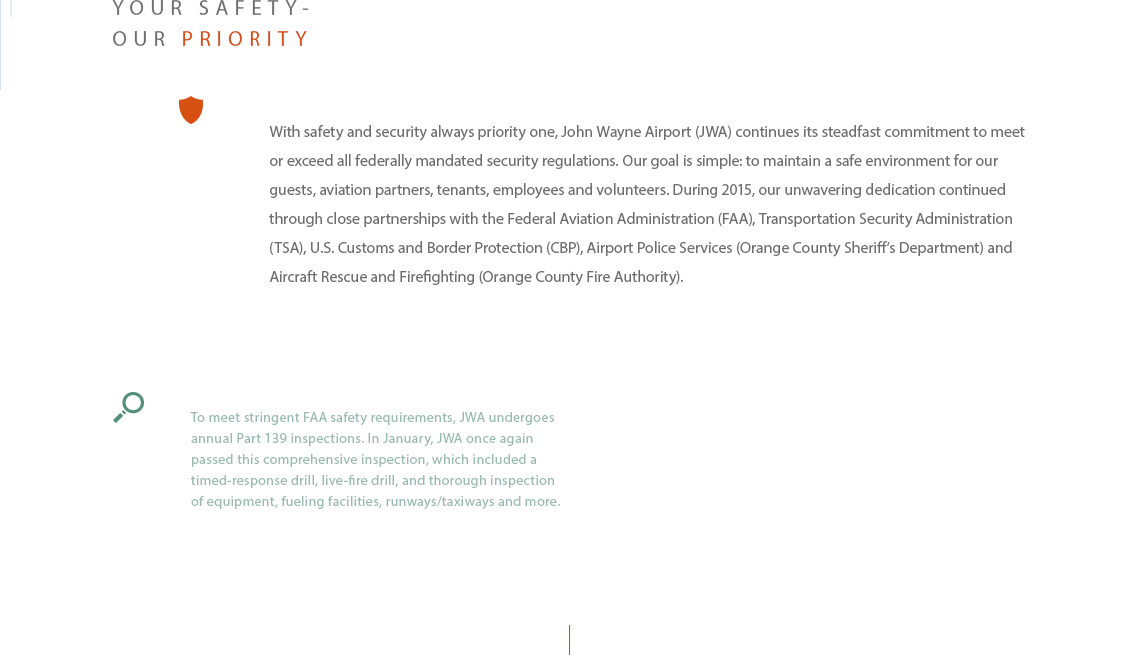 YOUR SAFETY-
OUR PRIORITY
With safety and security always priority one, John Wayne Airport (JWA) continues its steadfast commitment to meet
or exceed all federally mandated security regulations. Our goal is simple: to maintain a safe environment for our
guests, aviation partners, tenants, employees and volunteers. During 2015, our unwavering dedication continued
through close partnerships with the Federal Aviation Administration (FAA), Transportation Security Administration
(TSA), U.S. Customs and Border Protection (CBP), Airport Police Services (Orange County Sheriff’s Department) and
Aircraft Rescue and Firefighting (Orange County Fire Authority).
To meet stringent FAA safety requirements, JWA undergoes
annual Part 139 inspections. In January, JWA once again
passed this comprehensive inspection, which included a
timed-response drill, live-fire drill, and thorough inspection
of equipment, fueling facilities, runways/taxiways and more.